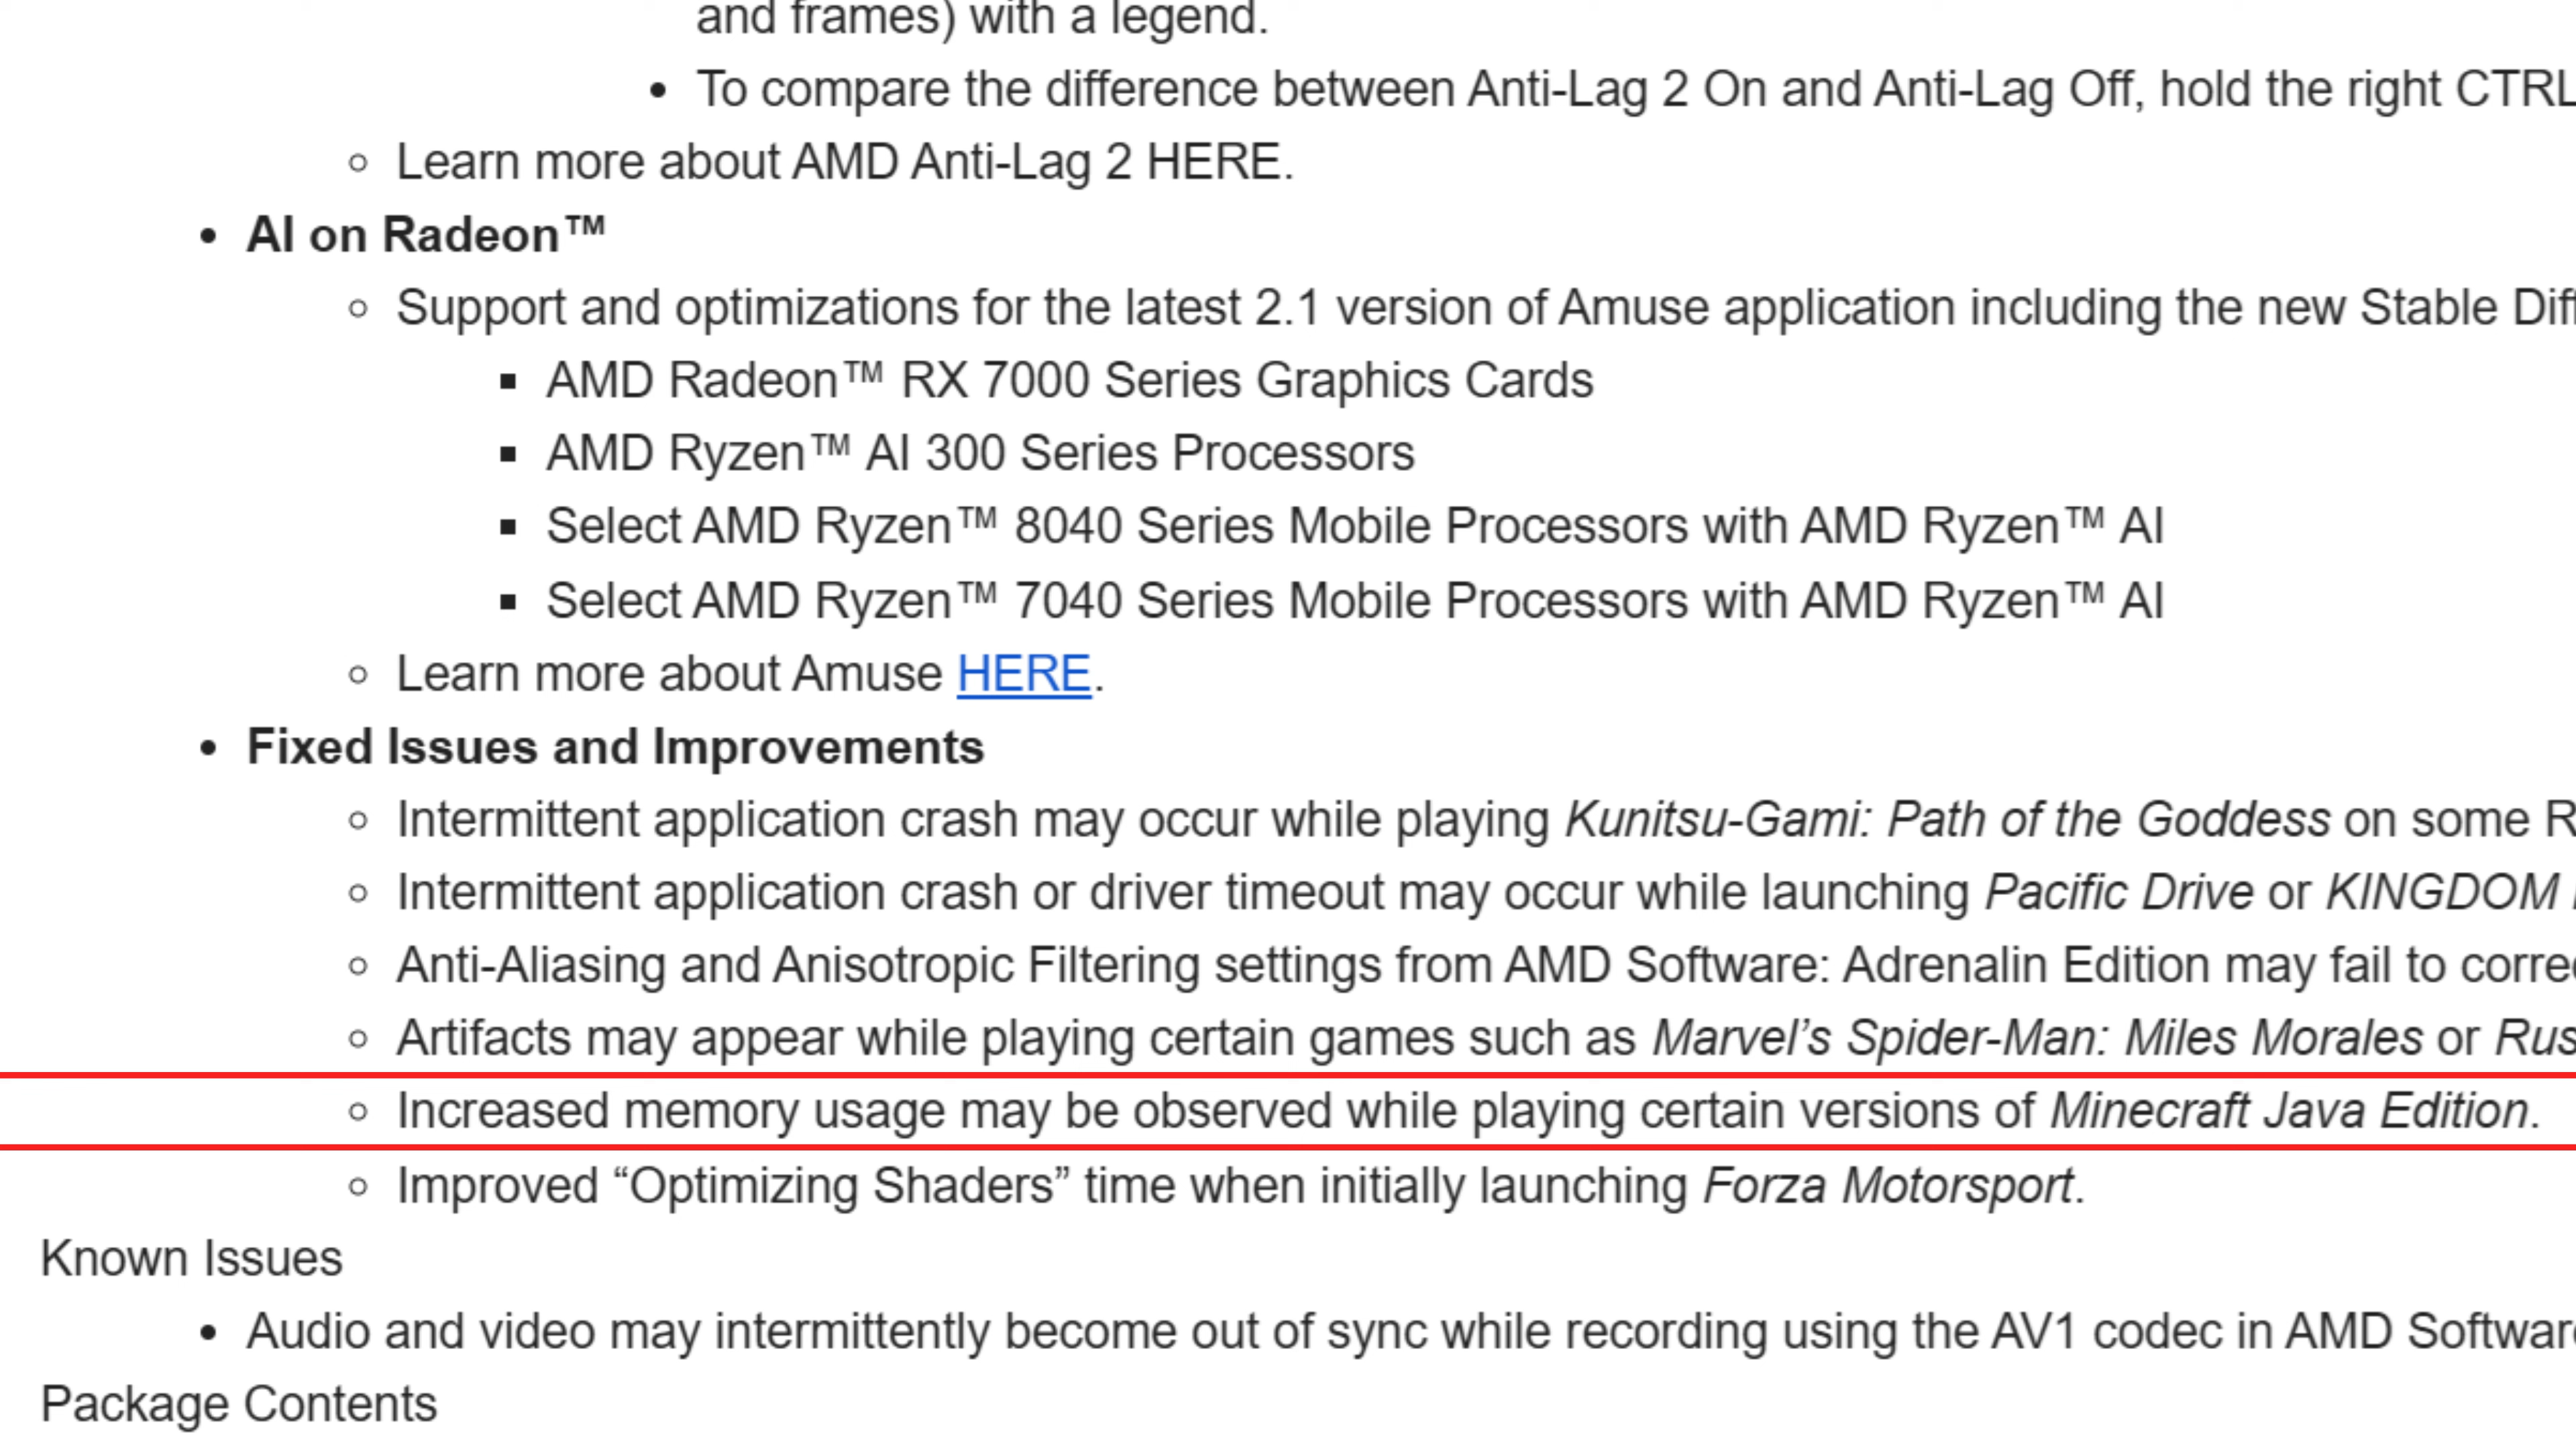 and frames) with a legend.
• To compare the difference between Anti-Lag 2 On and Anti-Lag Off, hold the right CTRL
◦ Learn more about AMD Anti-Lag 2 HERE.
• AI on Radeon™
◦ Support and optimizations for the latest 2.1 version of Amuse application including the new Stable Diff
▪ AMD Radeon™ RX 7000 Series Graphics Cards
▪ AMD Ryzen™ AI 300 Series Processors
▪ Select AMD Ryzen™ 8040 Series Mobile Processors with AMD Ryzen™ AI
▪ Select AMD Ryzen™ 7040 Series Mobile Processors with AMD Ryzen™ AI
◦ Learn more about Amuse HERE.
• Fixed Issues and Improvements
◦ Intermittent application crash may occur while playing Kunitsu-Gami: Path of the Goddess on some R
◦ Intermittent application crash or driver timeout may occur while launching Pacific Drive or KINGDOM
◦ Anti-Aliasing and Anisotropic Filtering settings from AMD Software: Adrenalin Edition may fail to corre
◦ Artifacts may appear while playing certain games such as Marvel’s Spider-Man: Miles Morales or Rus
◦ Increased memory usage may be observed while playing certain versions of Minecraft Java Edition.
◦ Improved “Optimizing Shaders” time when initially launching Forza Motorsport.
Known Issues
• Audio and video may intermittently become out of sync while recording using the AV1 codec in AMD Softwar
Package Contents